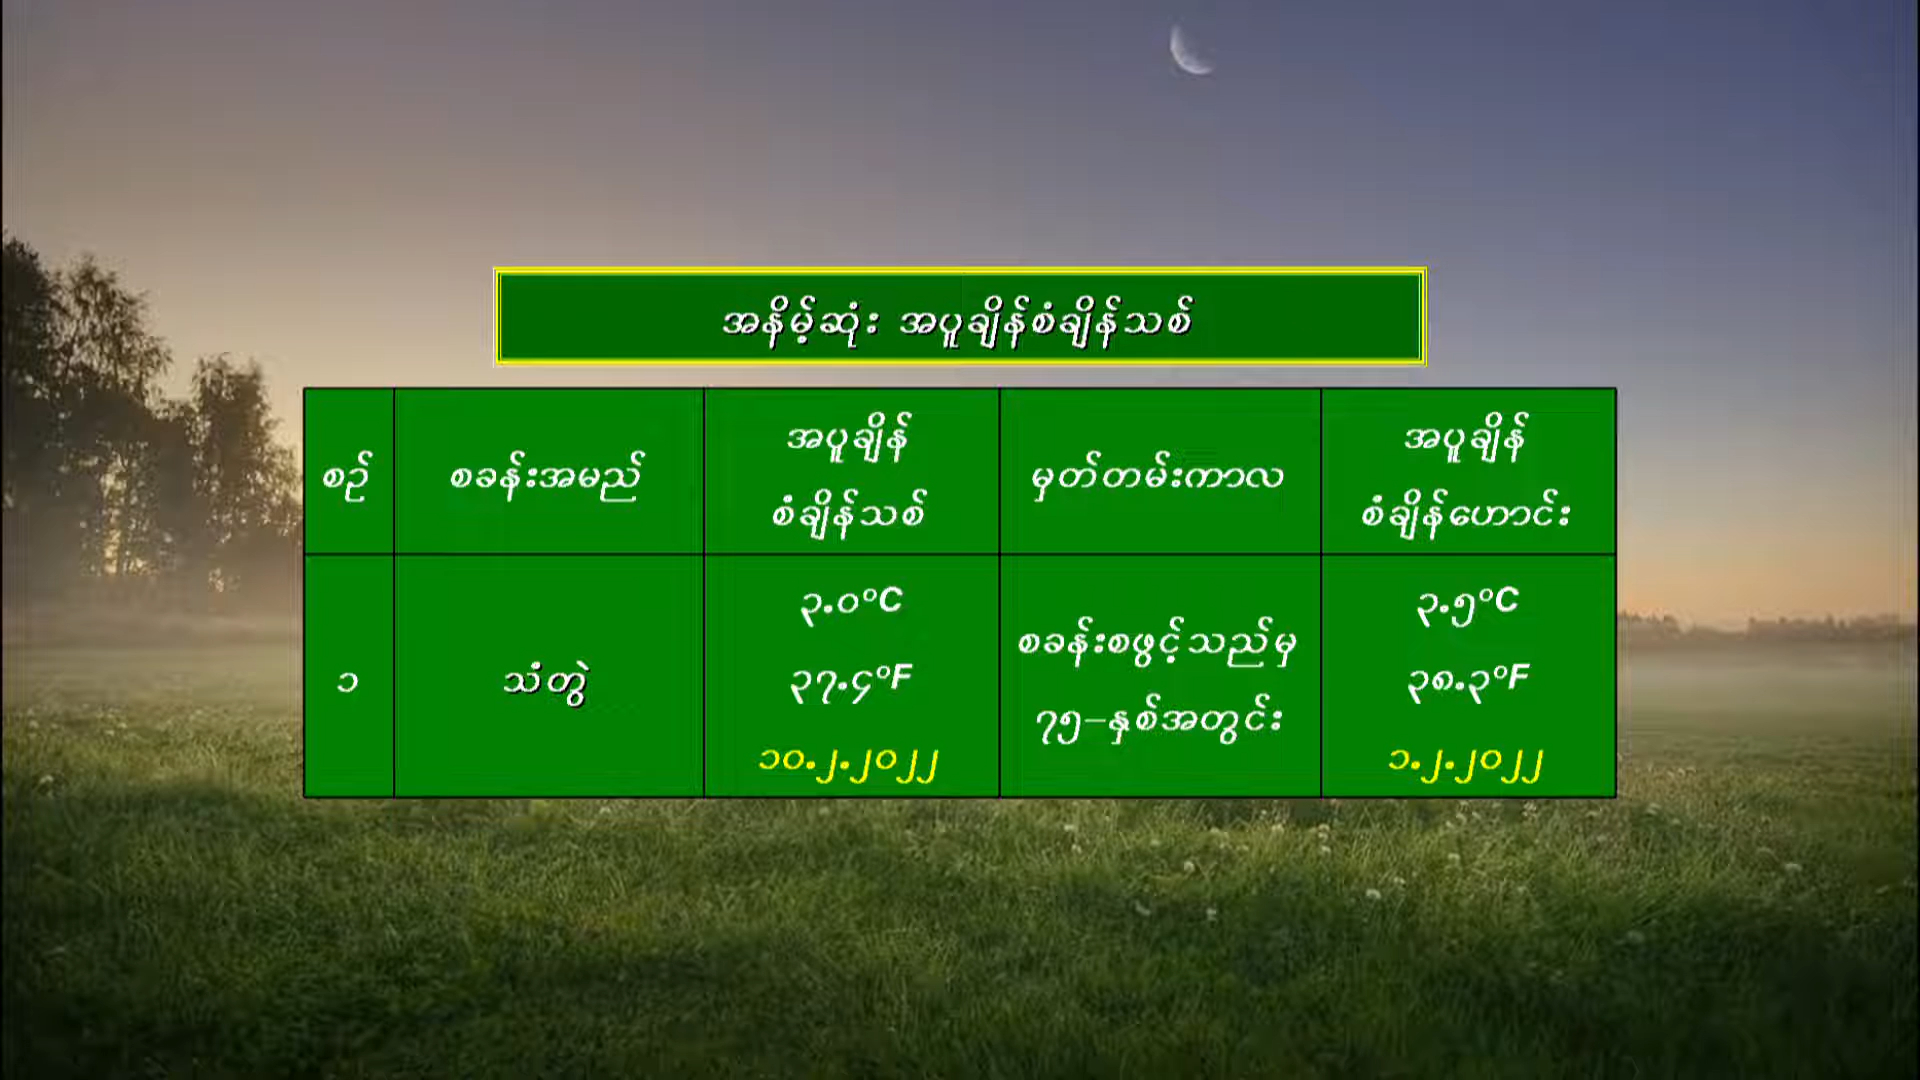 အနိမ့်ဆုံး အပူချိန်စံချိန်သစ်
စဉ်
စခန်းအမည်
အပူချိန်
စံချိန်သစ်
မှတ်တမ်းကာလ
အပူချိန်
စံချိန်ဟောင်း
၁
သံတွဲ
၃.၀°C
၃၇.၄°F
၁၀.၂.၂၀၂၂
စခန်းစဖွင့်သည်မှ
၇၅-နှစ်အတွင်း
၃.၅°C
၃၈.၃°F
၁.၂.၂၀၂၂